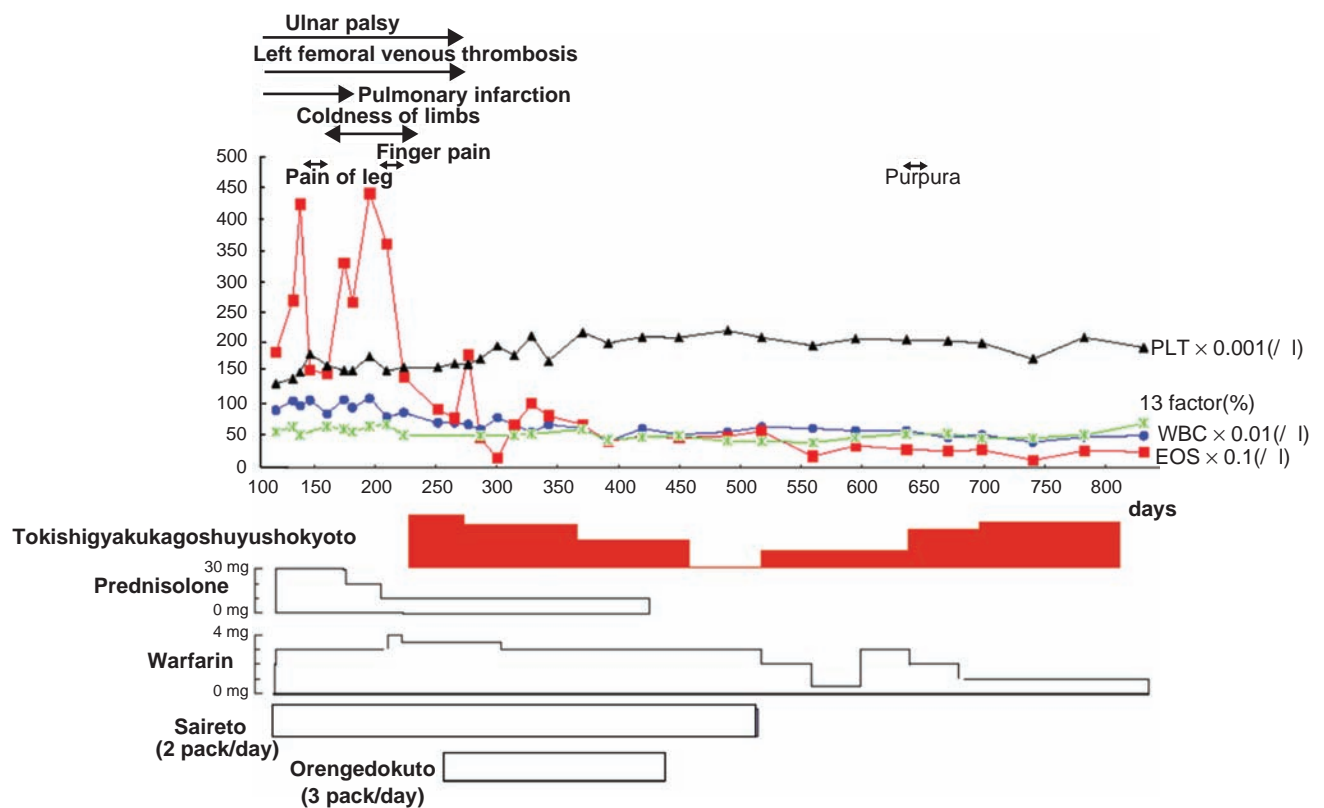 Ulnar palsy
Left femoral venous thrombosis
Pulmonary infarction
Coldness of limbs
Finger pain
Pain of leg
Purpura
500
450
400
350
300
250
200
150
100
50
0
PLT × 0.001(/ l)
13 factor(%)
WBC × 0.01(/ l)
EOS × 0.1(/ l)
100 150 200 250 300 350 400 450 500 550 600 650 700 750 800
days
Tokishigyakukagoshuyushokyoto
30 mg
Prednisolone
0 mg
4 mg
Warfarin
0 mg
Saireto
(2 pack/day)
Orengedokuto
(3 pack/day)